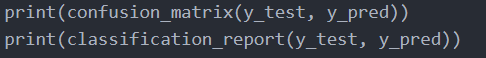 print(confusion_matrix(y_test, y_pred))
print(classification_report(y_test, y_pred))